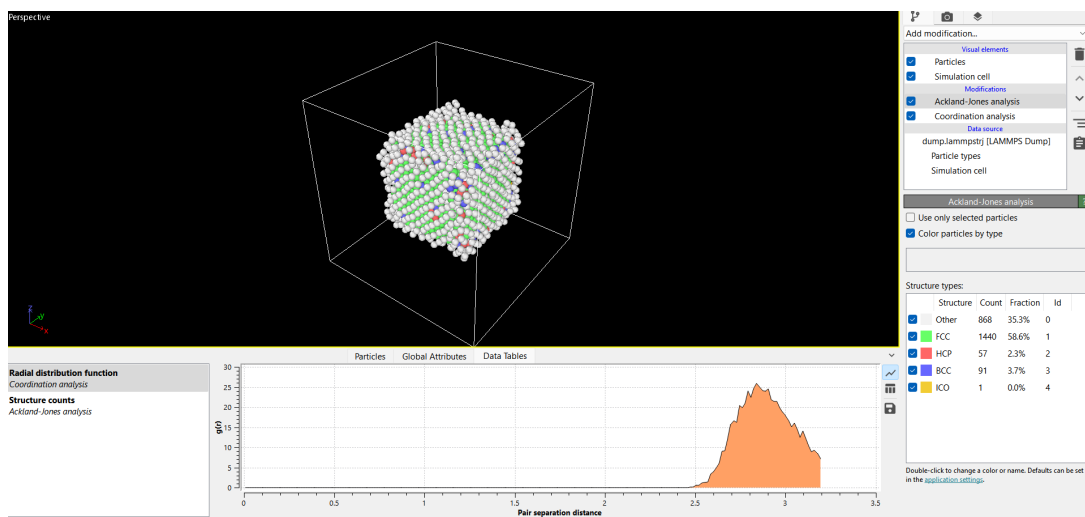 Perspective
Add modification...
Visual elements
Particles
Simulation cell
Modifications
Ackland-Jones analysis
Coordination analysis
Data source
dump.lammpstrj [LAMMPS Dump]
Particle types
Simulation cell
Ackland-Jones analysis
Use only selected particles
Color particles by type
Structure types:
Structure Count Fraction Id
Other 868 35.3% 0
FCC 1440 58.6% 1
HCP 57 2.3% 2
BCC 91 3.7% 3
ICO 1 0.0% 4
Double-click to change a color or name. Defaults can be set
in the application settings.
z
y
x
Particles Global Attributes Data Tables
Radial distribution function
Coordination analysis
Structure counts
Ackland-Jones analysis
g(r)
30
25
20
15
10
5
0
0 0.5 1 1.5 2 2.5 3 3.5
Pair separation distance